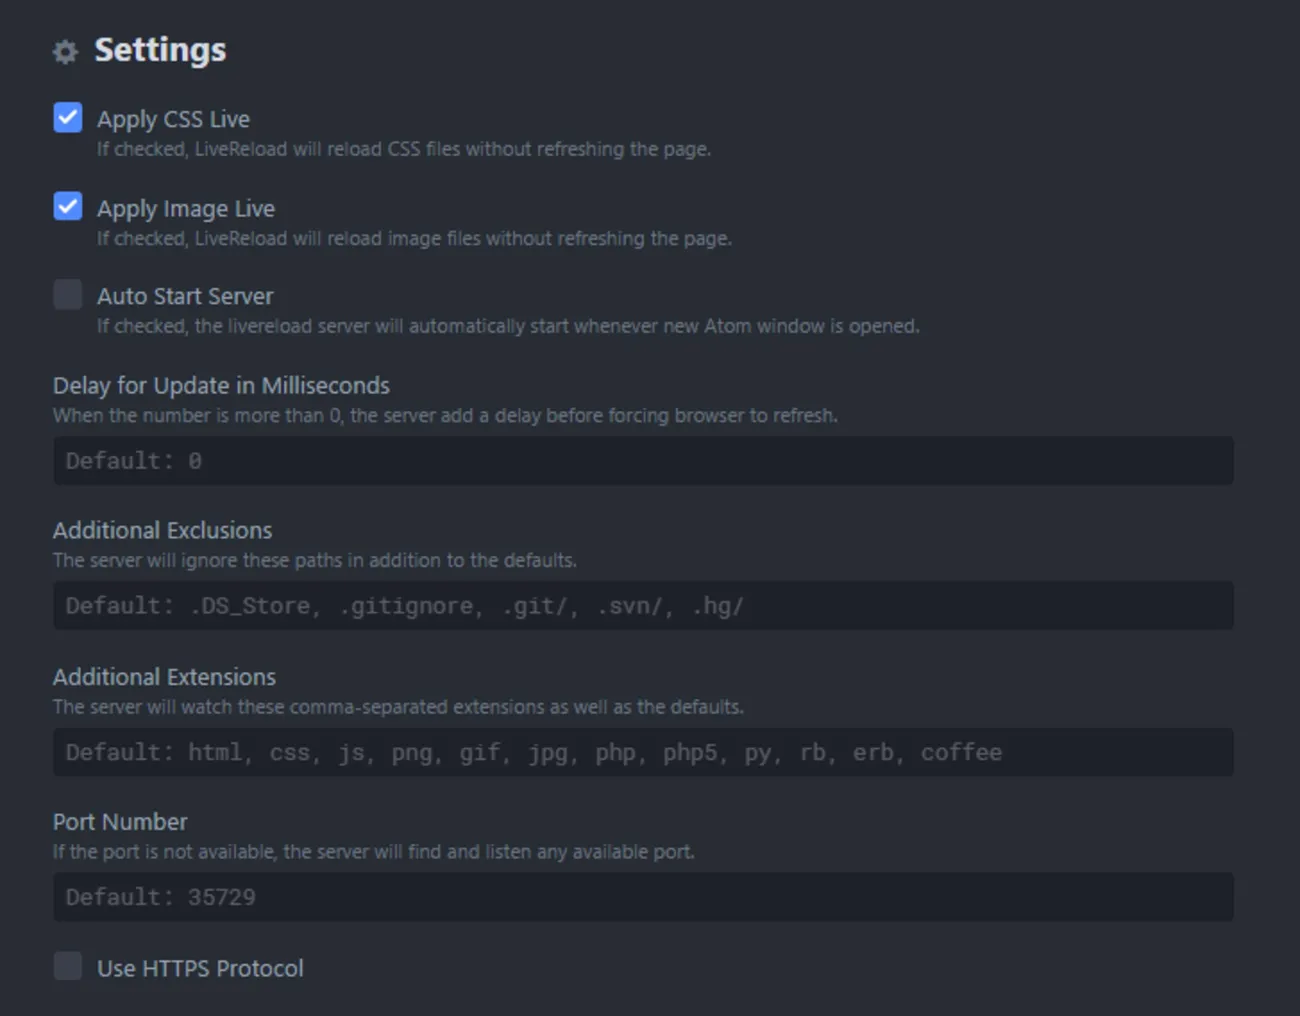 Settings
Apply CSS Live
If checked, LiveReload will reload CSS files without refreshing the page.
Apply Image Live
If checked, LiveReload will reload image files without refreshing the page.
Auto Start Server
If checked, the livereload server will automatically start whenever new Atom window is opened.
Delay for Update in Milliseconds
When the number is more than 0, the server add a delay before forcing browser to refresh.
Default: 0
Additional Exclusions
The server will ignore these paths in addition to the defaults.
Default: .DS_Store, .gitignore, .git/, .svn/, .hg/
Additional Extensions
The server will watch these comma-separated extensions as well as the defaults.
Default: html, css, js, png, gif, jpg, php, php5, py, rb, erb, coffee
Port Number
If the port is not available, the server will find and listen any available port.
Default: 35729
Use HTTPS Protocol